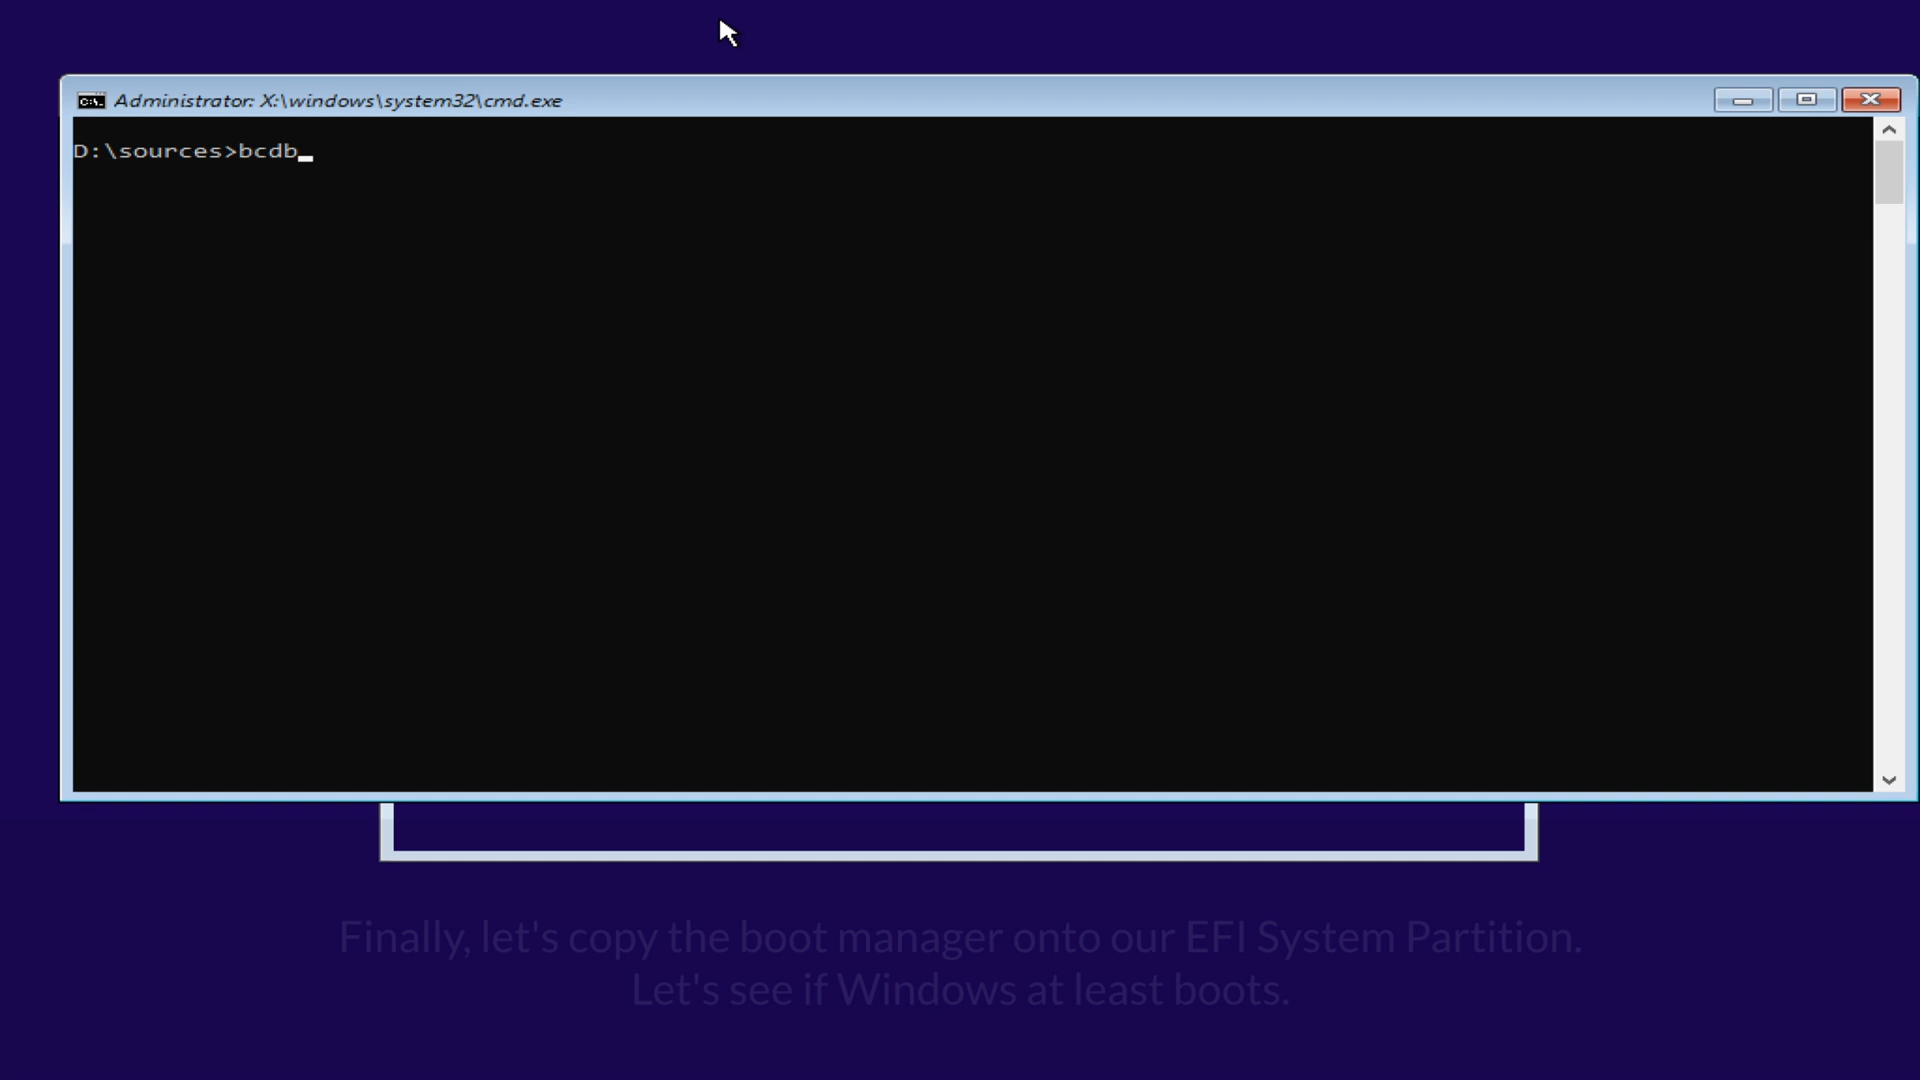 C:\.
Administrator: X:\windows\system32\cmd.exe
D:\sources>bcdb_
Finally, let's copy the boot manager onto our EFI System Partition.
Let's see if Windows at least boots.